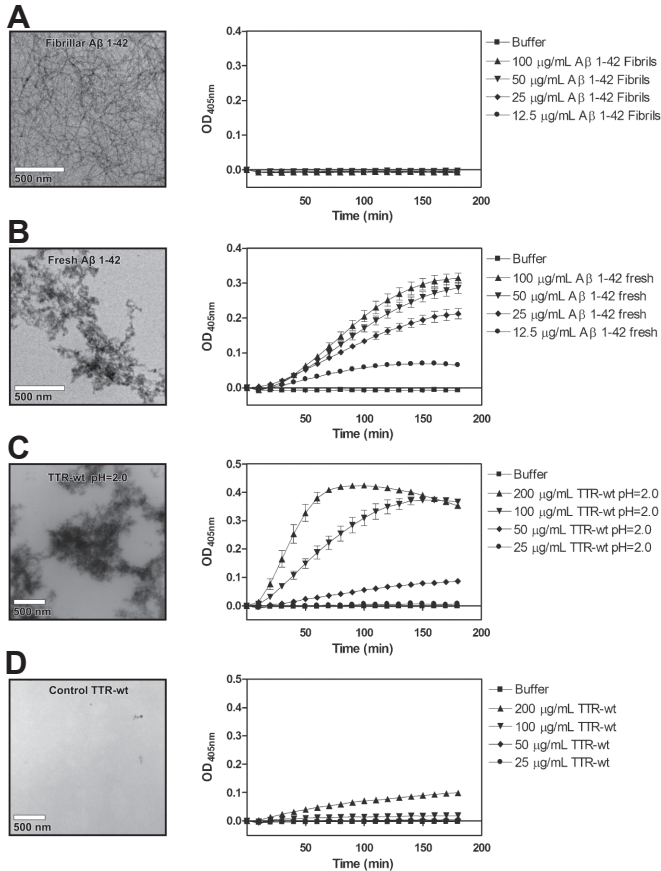 A
Fibrillar Aβ 1-42
500 nm
0.4
0.3
0.2
0.1
0.0
OD405nm
50
100
150
200
Time (min)
Buffer
100 µg/mL Aβ 1-42 Fibrils
50 µg/mL Aβ 1-42 Fibrils
25 µg/mL Aβ 1-42 Fibrils
12.5 µg/mL Aβ 1-42 Fibrils
B
Fresh Aβ 1-42
500 nm
0.4
0.3
0.2
0.1
0.0
OD405nm
50
100
150
200
Time (min)
Buffer
100 µg/mL Aβ 1-42 fresh
50 µg/mL Aβ 1-42 fresh
25 µg/mL Aβ 1-42 fresh
12.5 µg/mL Aβ 1-42 fresh
C
TTR-wt pH=2.0
500 nm
0.5
0.4
0.3
0.2
0.1
0.0
OD405nm
50
100
150
200
Time (min)
Buffer
200 µg/mL TTR-wt pH=2.0
100 µg/mL TTR-wt pH=2.0
50 µg/mL TTR-wt pH=2.0
25 µg/mL TTR-wt pH=2.0
D
Control TTR-wt
500 nm
0.5
0.4
0.3
0.2
0.1
0.0
OD405nm
50
100
150
200
Time (min)
Buffer
200 µg/mL TTR-wt
100 µg/mL TTR-wt
50 µg/mL TTR-wt
25 µg/mL TTR-wt